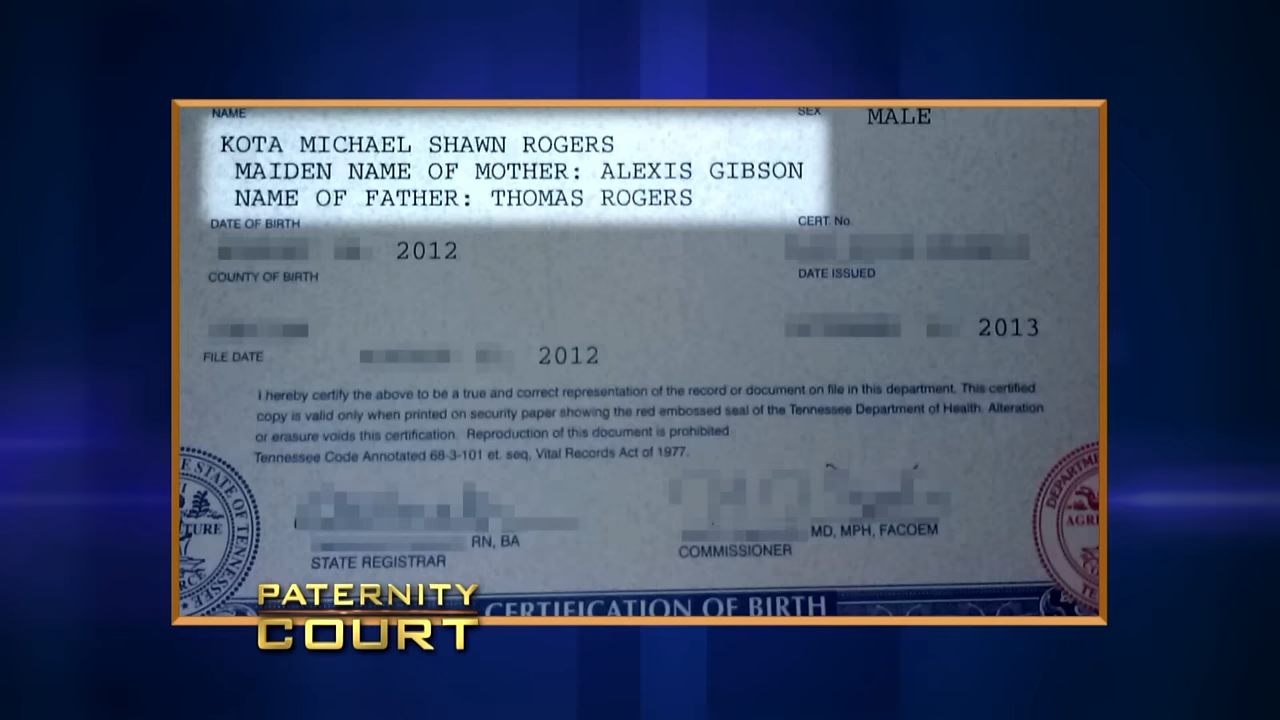 NAME
SEX MALE
KOTA MICHAEL SHAWN ROGERS
MAIDEN NAME OF MOTHER: ALEXIS GIBSON
NAME OF FATHER: THOMAS ROGERS
DATE OF BIRTH
CERT. No.
2012
COUNTY OF BIRTH
DATE ISSUED
2013
FILE DATE
2012
I hereby certify the above to be a true and correct representation of the record or document on file in this department. This certified
copy is valid only when printed on security paper showing the red embossed seal of the Tennessee Department of Health. Alteration
or erasure voids this certification. Reproduction of this document is prohibited
Tennessee Code Annotated 68-3-101 et. seq. Vital Records Act of 1977.
STATE OF TENNESSEE
RN, BA
STATE REGISTRAR
MD, MPH, FACOEM
COMMISSIONER
CERTIFICATION OF BIRTH
PATERNITY
COURT